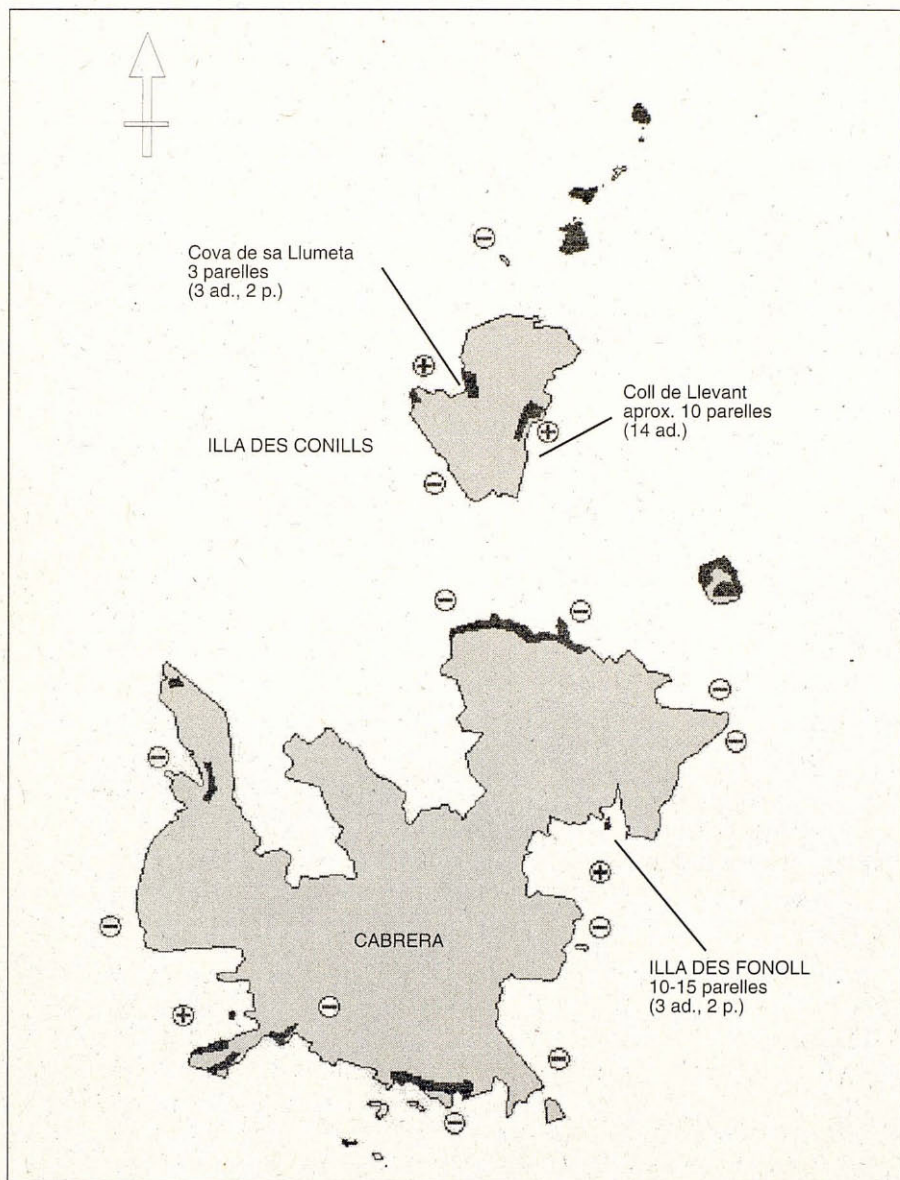 Cova de sa Llumeta
3 parelles
(3 ad., 2 p.)
Coll de Llevant
aprox. 10 parelles
(14 ad.)
ILLA DES CONILLS
CABRERA
ILLA DES FONOLL
10-15 parelles
(3 ad., 2 p.)